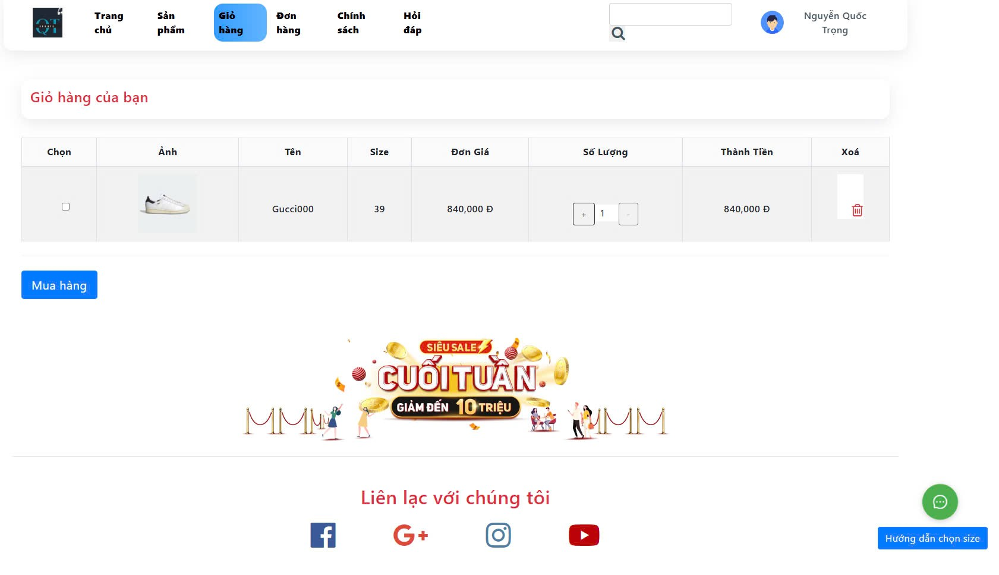 QT
SPORTS
Trang chủ
Sản phẩm
Giỏ hàng
Đơn hàng
Chính sách
Hỏi đáp
Nguyễn Quốc Trọng
Giỏ hàng của bạn
Chọn Ảnh Tên Size Đơn Giá Số Lượng Thành Tiền Xoá
Gucci000 39 840,000 Đ + 1 - 840,000 Đ
Mua hàng
SIÊU SALE
CUỐI TUẦN
GIẢM ĐẾN 10 TRIỆU
Liên lạc với chúng tôi
Hướng dẫn chọn size